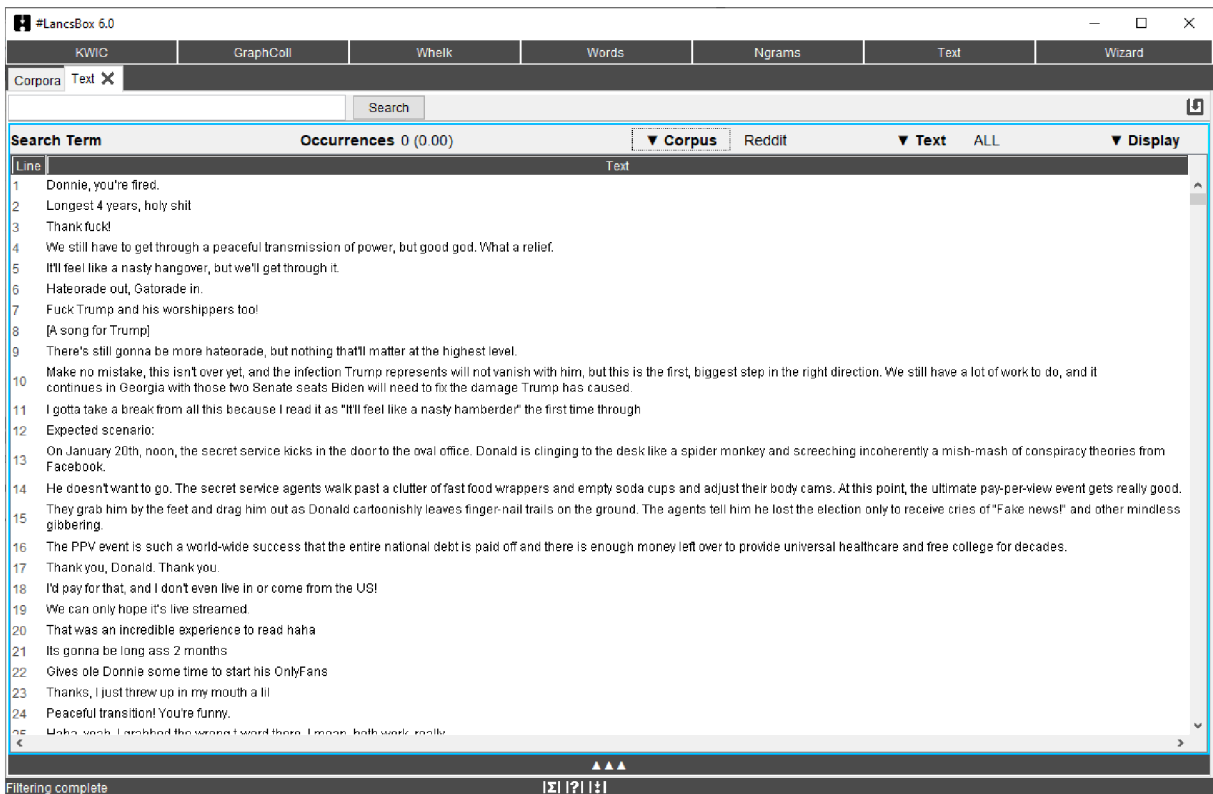 #LancsBox 6.0
KWIC GraphColl Whelk Words Ngrams Text Wizard
Corpora Text
Search
Search Term Occurrences 0 (0.00) ▼ Corpus Reddit ▼ Text ALL ▼ Display
Line Text
1 Donnie, you're fired.
2 Longest 4 years, holy shit
3 Thank fuck!
4 We still have to get through a peaceful transmission of power, but good god. What a relief.
5 It'll feel like a nasty hangover, but we'll get through it.
6 Hateorade out, Gatorade in.
7 Fuck Trump and his worshippers too!
8 [A song for Trump]
9 There's still gonna be more hateorade, but nothing that'll matter at the highest level.
10 Make no mistake, this isn't over yet, and the infection Trump represents will not vanish with him, but this is the first, biggest step in the right direction. We still have a lot of work to do, and it
continues in Georgia with those two Senate seats Biden will need to fix the damage Trump has caused.
11 I gotta take a break from all this because I read it as "It'll feel like a nasty hamberder" the first time through
12 Expected scenario:
13 On January 20th, noon, the secret service kicks in the door to the oval office. Donald is clinging to the desk like a spider monkey and screeching incoherently a mish-mash of conspiracy theories from
Facebook.
14 He doesn't want to go. The secret service agents walk past a clutter of fast food wrappers and empty soda cups and adjust their body cams. At this point, the ultimate pay-per-view event gets really good.
15 They grab him by the feet and drag him out as Donald cartoonishly leaves finger-nail trails on the ground. The agents tell him he lost the election only to receive cries of "Fake news!" and other mindless
gibbering.
16 The PPV event is such a world-wide success that the entire national debt is paid off and there is enough money left over to provide universal healthcare and free college for decades.
17 Thank you, Donald. Thank you.
18 I'd pay for that, and I don't even live in or come from the US!
19 We can only hope it's live streamed.
20 That was an incredible experience to read haha
21 Its gonna be long ass 2 months
22 Gives ole Donnie some time to start his OnlyFans
23 Thanks, I just threw up in my mouth a lil
24 Peaceful transition! You're funny.
25 Haha, yeah, I grabbed the wrong t word there. I mean, both work, really
▲▲▲
Filtering complete |Σ| |?| |‡|